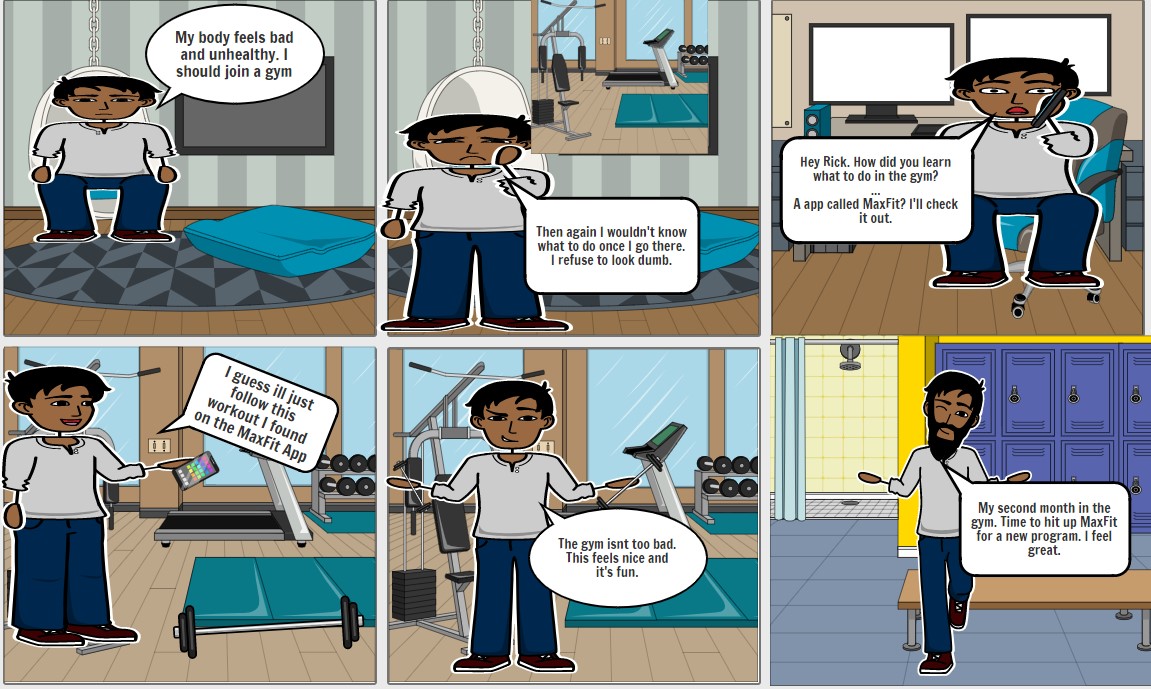 My body feels bad
and unhealthy. I
should join a gym
Then again I wouldn't know
what to do once I go there.
I refuse to look dumb.
Hey Rick. How did you learn
what to do in the gym?
...
A app called MaxFit? I'll check
it out.
I guess ill just
follow this
workout I found
on the MaxFit App
The gym isnt too bad.
This feels nice and
it's fun.
My second month in the
gym. Time to hit up MaxFit
for a new program. I feel
great.